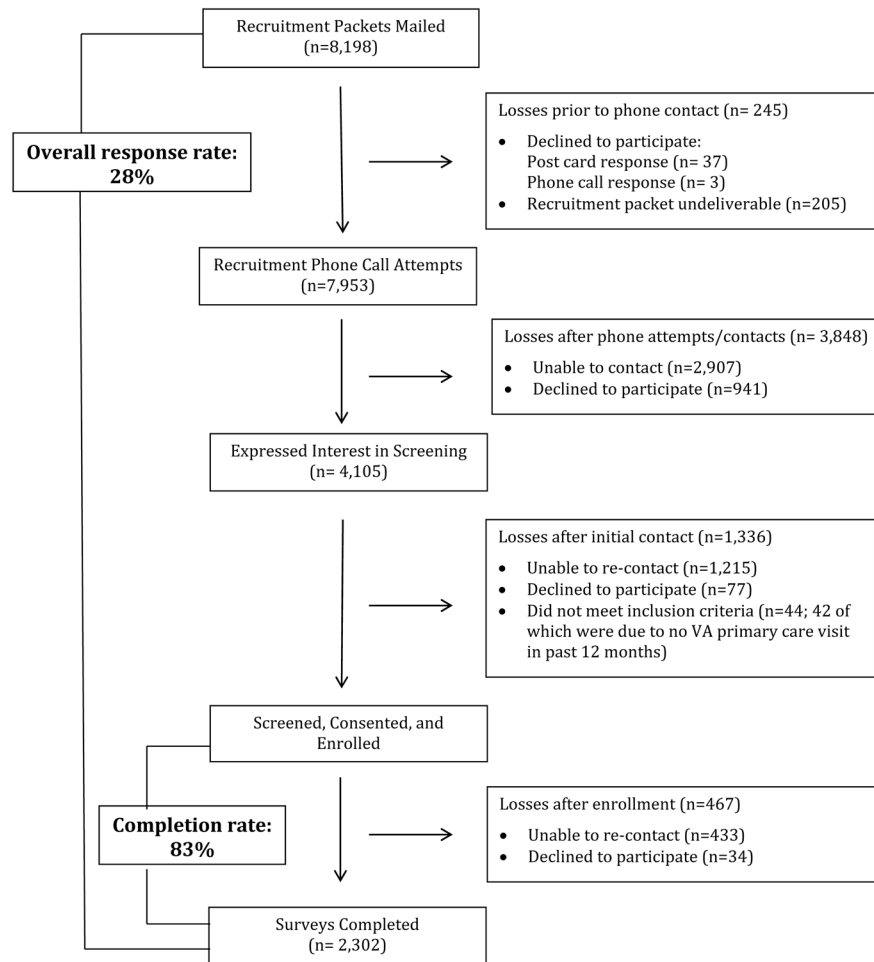 Recruitment Packets Mailed
(n=8,198)
Losses prior to phone contact (n= 245)
• Declined to participate:
Post card response (n= 37)
Phone call response (n= 3)
• Recruitment packet undeliverable (n=205)
Overall response rate:
28%
Recruitment Phone Call Attempts
(n=7,953)
Losses after phone attempts/contacts (n= 3,848)
• Unable to contact (n=2,907)
• Declined to participate (n=941)
Expressed Interest in Screening
(n= 4,105)
Losses after initial contact (n=1,336)
• Unable to re-contact (n=1,215)
• Declined to participate (n=77)
• Did not meet inclusion criteria (n=44; 42 of
which were due to no VA primary care visit
in past 12 months)
Screened, Consented, and
Enrolled
Losses after enrollment (n=467)
• Unable to re-contact (n=433)
• Declined to participate (n=34)
Completion rate:
83%
Surveys Completed
(n= 2,302)